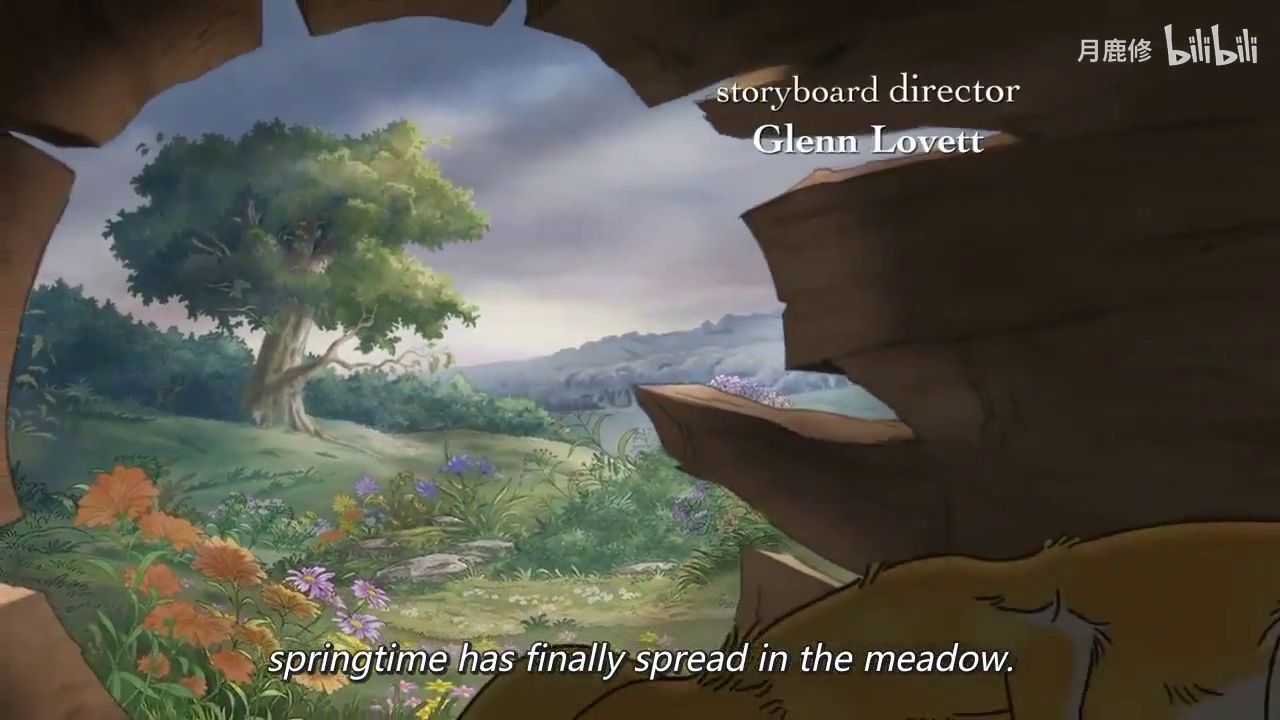 月鹿修 bilibili
storyboard director
Glenn Lovett
springtime has finally spread in the meadow.